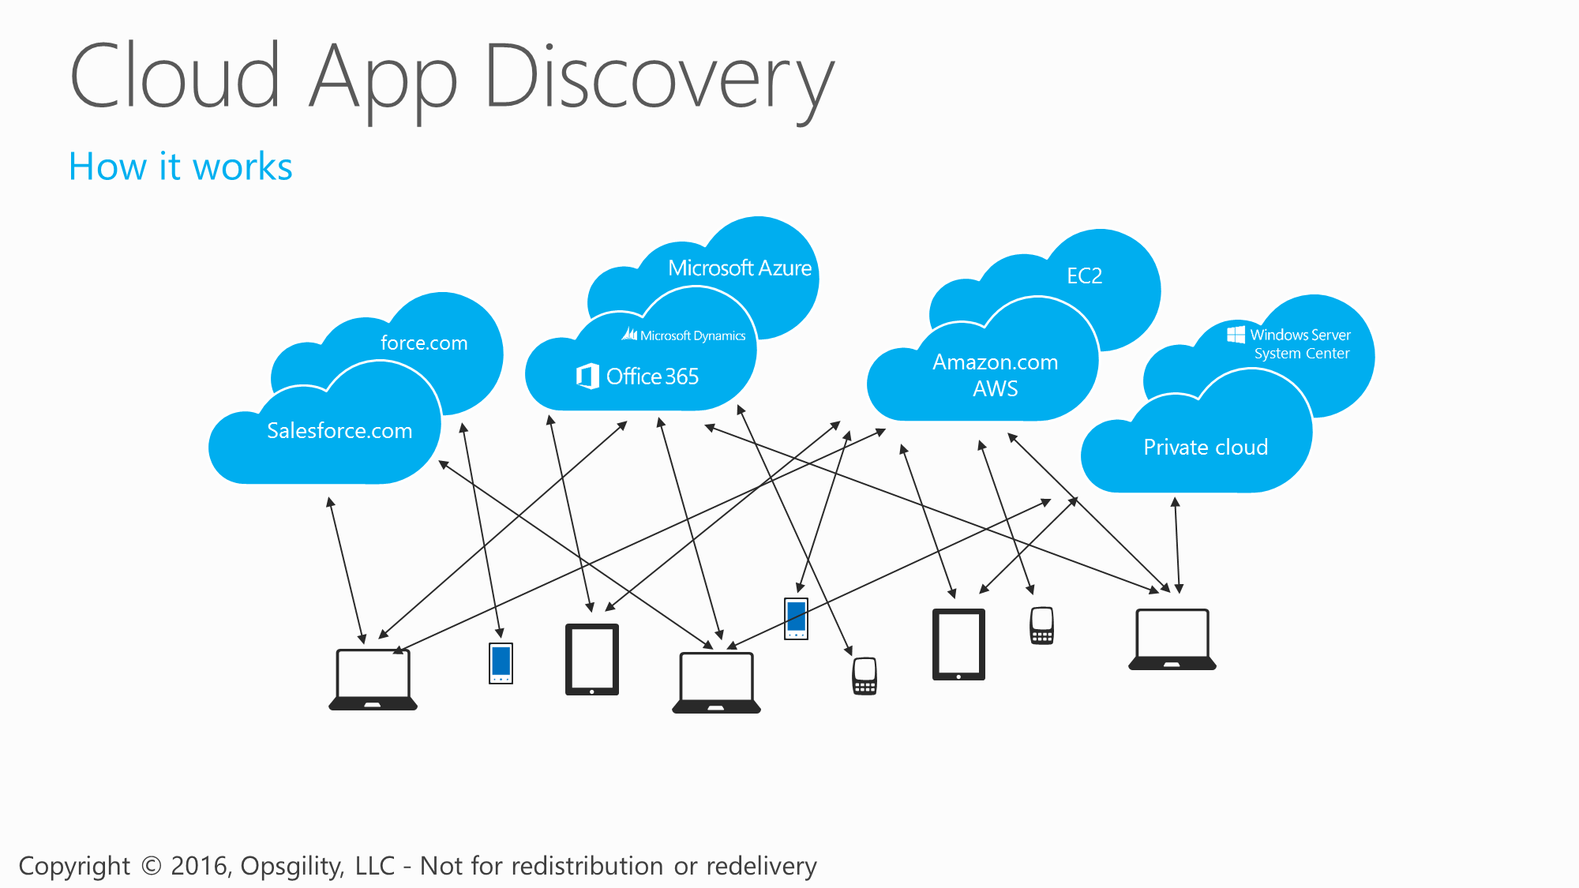 Cloud App Discovery
How it works
Microsoft Azure
EC2
force.com
Microsoft Dynamics
Office 365
Amazon.com
AWS
Windows Server
System Center
Salesforce.com
Private cloud
Copyright © 2016, Opsgility, LLC - Not for redistribution or redelivery